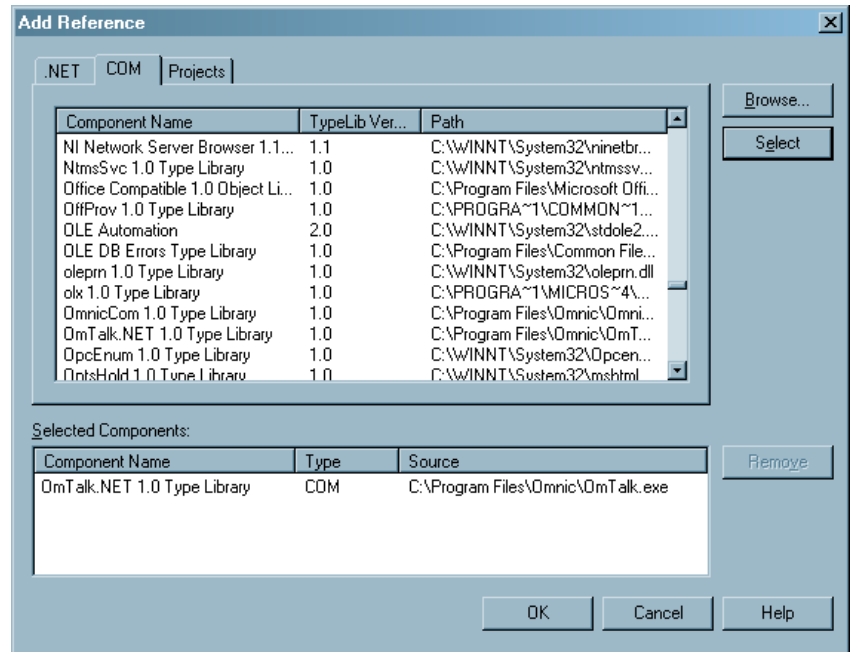 Add Reference
.NET COM Projects
Browse...
Component Name TypeLib Ver... Path
Select
NI Network Server Browser 1.1... 1.1 C:\WINNT\System32\ninetbr...
NtmsSvc 1.0 Type Library 1.0 C:\WINNT\System32\ntmssv...
Office Compatible 1.0 Object Li... 1.0 C:\Program Files\Microsoft Offi...
OffProv 1.0 Type Library 1.0 C:\PROGRA~1\COMMON~1...
OLE Automation 2.0 C:\WINNT\System32\stdole2....
OLE DB Errors Type Library 1.0 C:\Program Files\Common File...
oleprn 1.0 Type Library 1.0 C:\WINNT\System32\oleprn.dll
olx 1.0 Type Library 1.0 C:\PROGRA~1\MICROS~4\...
OmnicCom 1.0 Type Library 1.0 C:\Program Files\Omnic\Omni...
OmTalk.NET 1.0 Type Library 1.0 C:\Program Files\Omnic\OmT...
OpcEnum 1.0 Type Library 1.0 C:\WINNT\System32\Opcen...
OptsHold 1.0 Type Library 1.0 C:\WINNT\System32\mshtml
Selected Components:
Component Name Type Source
Remove
OmTalk.NET 1.0 Type Library COM C:\Program Files\Omnic\OmTalk.exe
OK Cancel Help